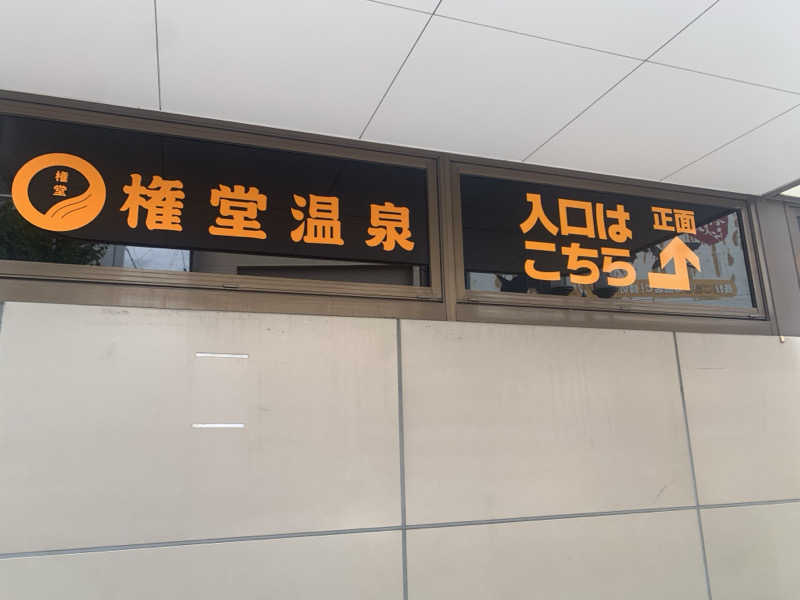 権堂
権堂温泉
入口は
こちら
正面